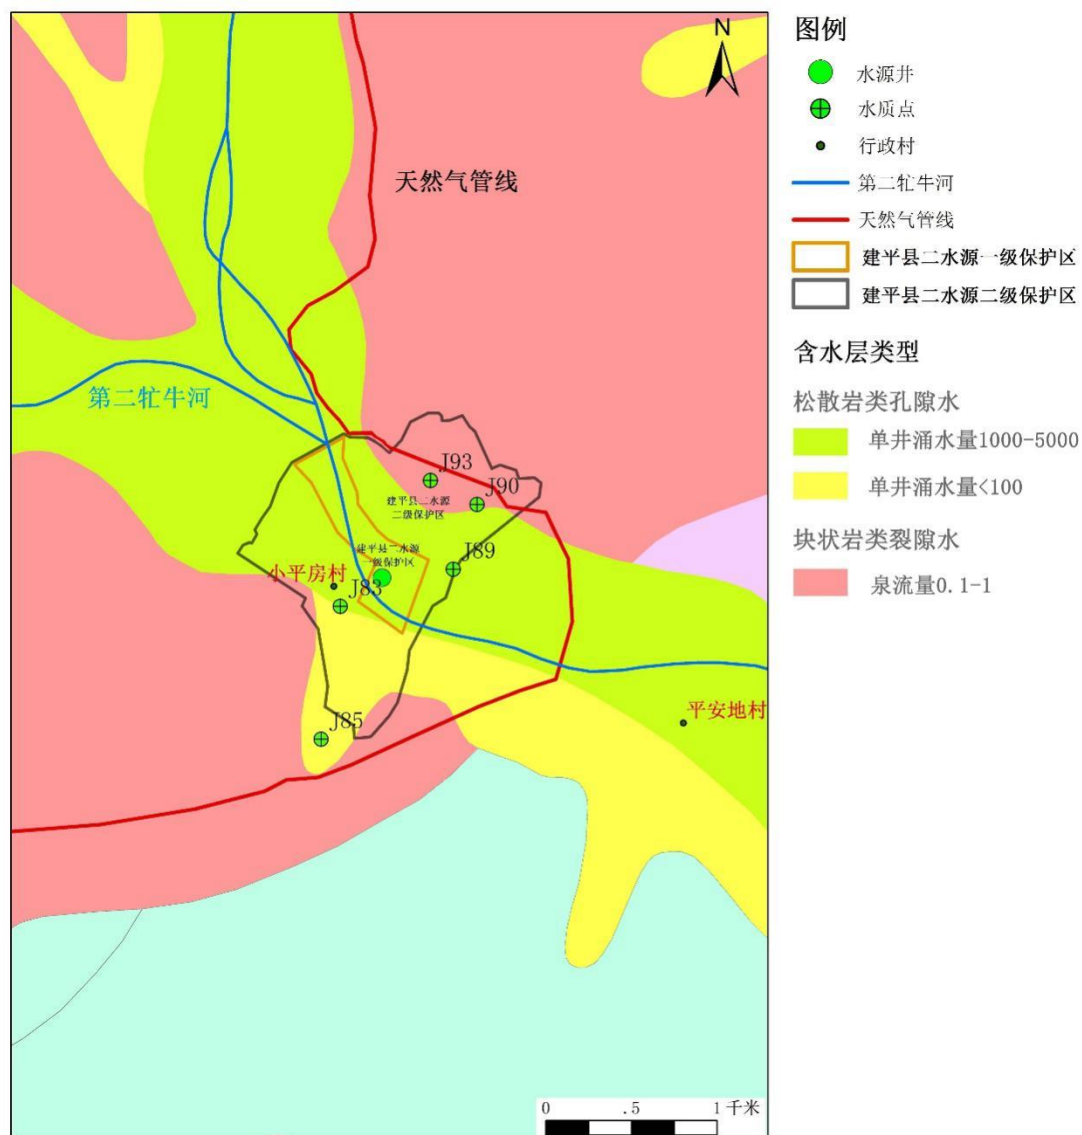 N
天然气管线
第二牤牛河
J93
建平县二水源
二级保护区
J90
建平县二水源
一级保护区
J89
小平房村
J83
平安地村
J85
0 .5 1 千米
图例
水源井
水质点
行政村
第二牤牛河
天然气管线
建平县二水源一级保护区
建平县二水源二级保护区
含水层类型
松散岩类孔隙水
单井涌水量1000-5000
单井涌水量<100
块状岩类裂隙水
泉流量0.1-1